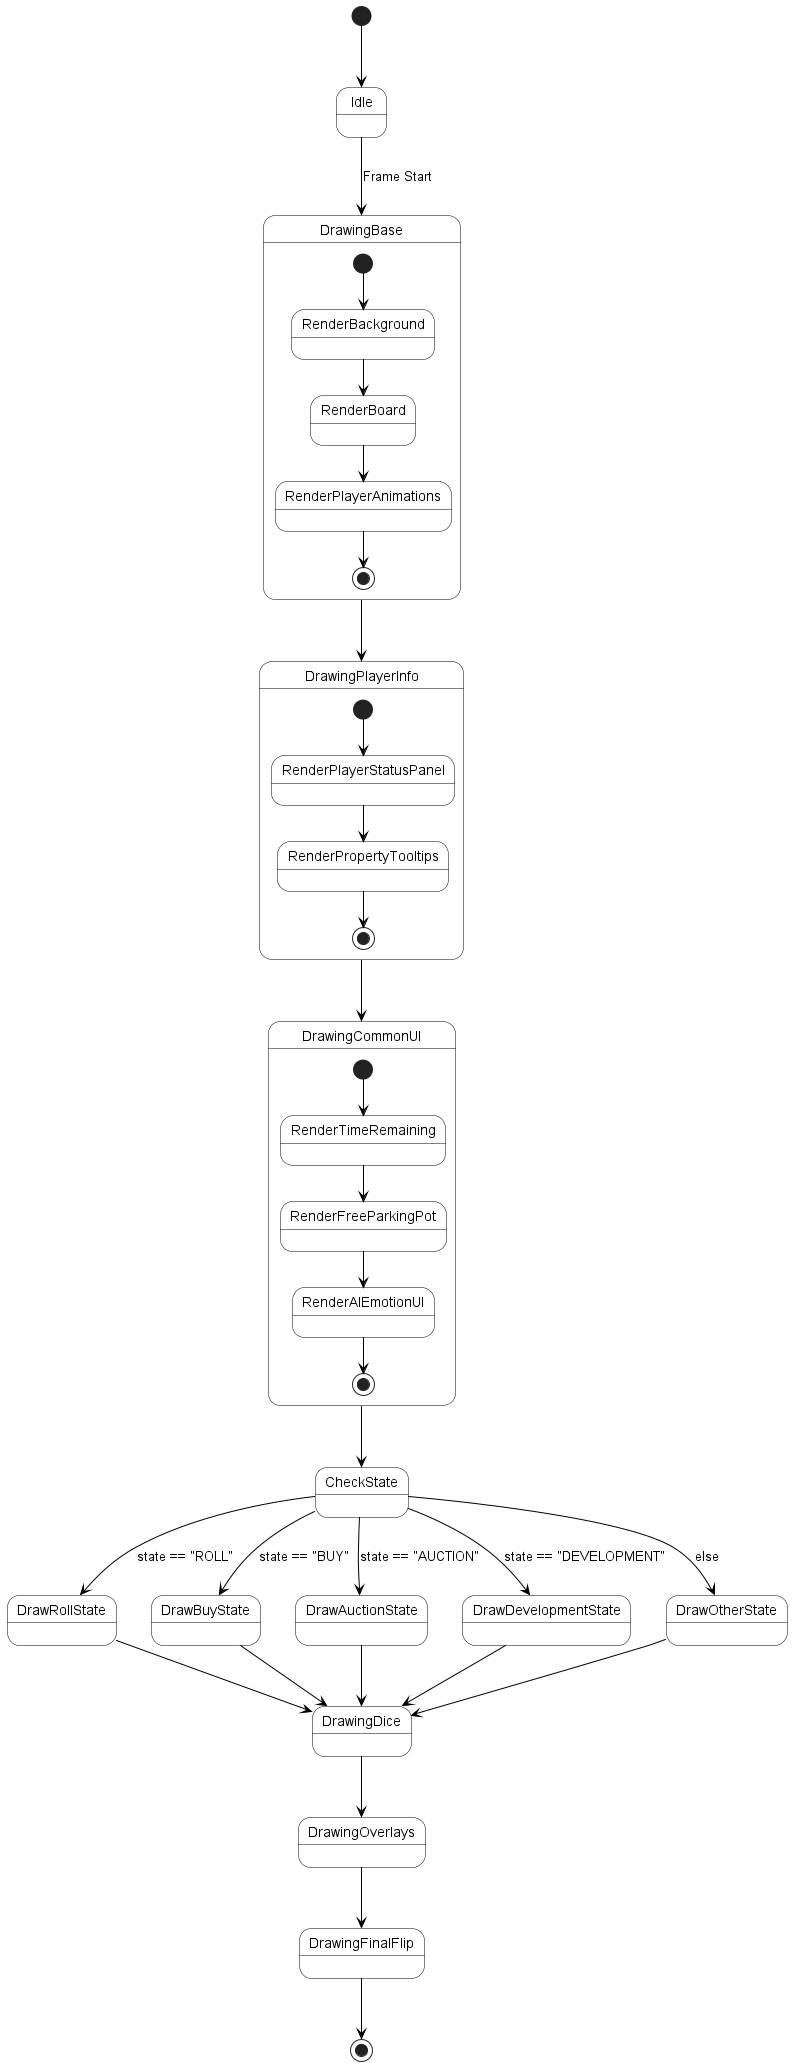 Idle
Frame Start
DrawingBase
RenderBackground
RenderBoard
RenderPlayerAnimations
DrawingPlayerInfo
RenderPlayerStatusPanel
RenderPropertyTooltips
DrawingCommonUI
RenderTimeRemaining
RenderFreeParkingPot
RenderAIEmotionUI
CheckState
state == "ROLL"
state == "BUY"
state == "AUCTION"
state == "DEVELOPMENT"
else
DrawRollState
DrawBuyState
DrawAuctionState
DrawDevelopmentState
DrawOtherState
DrawingDice
DrawingOverlays
DrawingFinalFlip